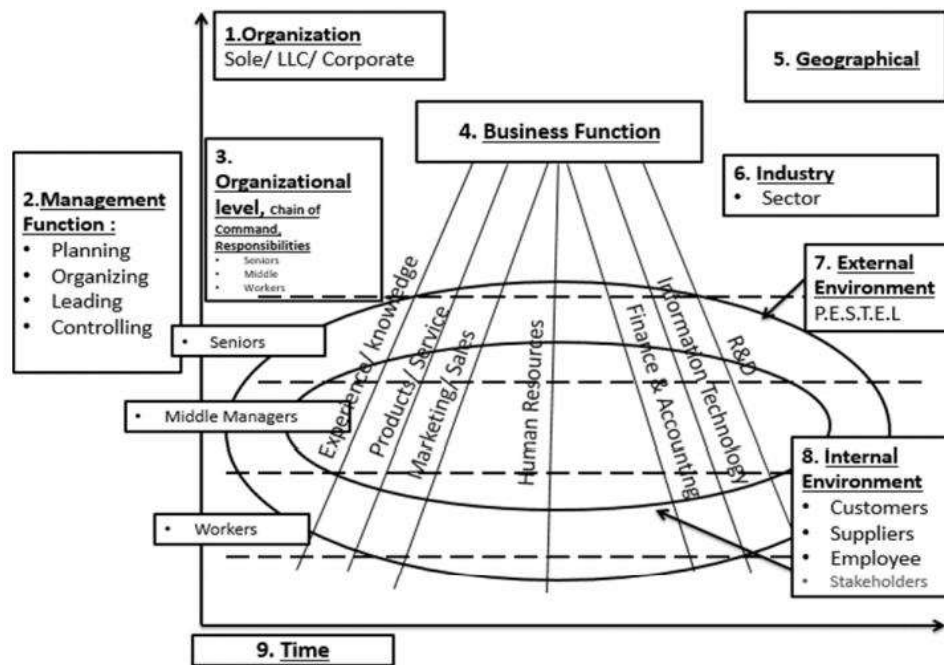 1.Organization
Sole/ LLC/ Corporate
5. Geographical
4. Business Function
2.Management
Function :
• Planning
• Organizing
• Leading
• Controlling
3.
Organizational
level, Chain of
Command,
Responsibilities
• Seniors
• Middle
• Workers
6. Industry
• Sector
7. External
Environment
P.E.S.T.E.L
• Seniors
• Middle Managers
• Workers
Experience/ knowledge
Products/ Service
Marketing/ Sales
Human Resources
Finance & Accounting
Information Technology
R&D
8. Internal
Environment
• Customers
• Suppliers
• Employee
• Stakeholders
9. Time